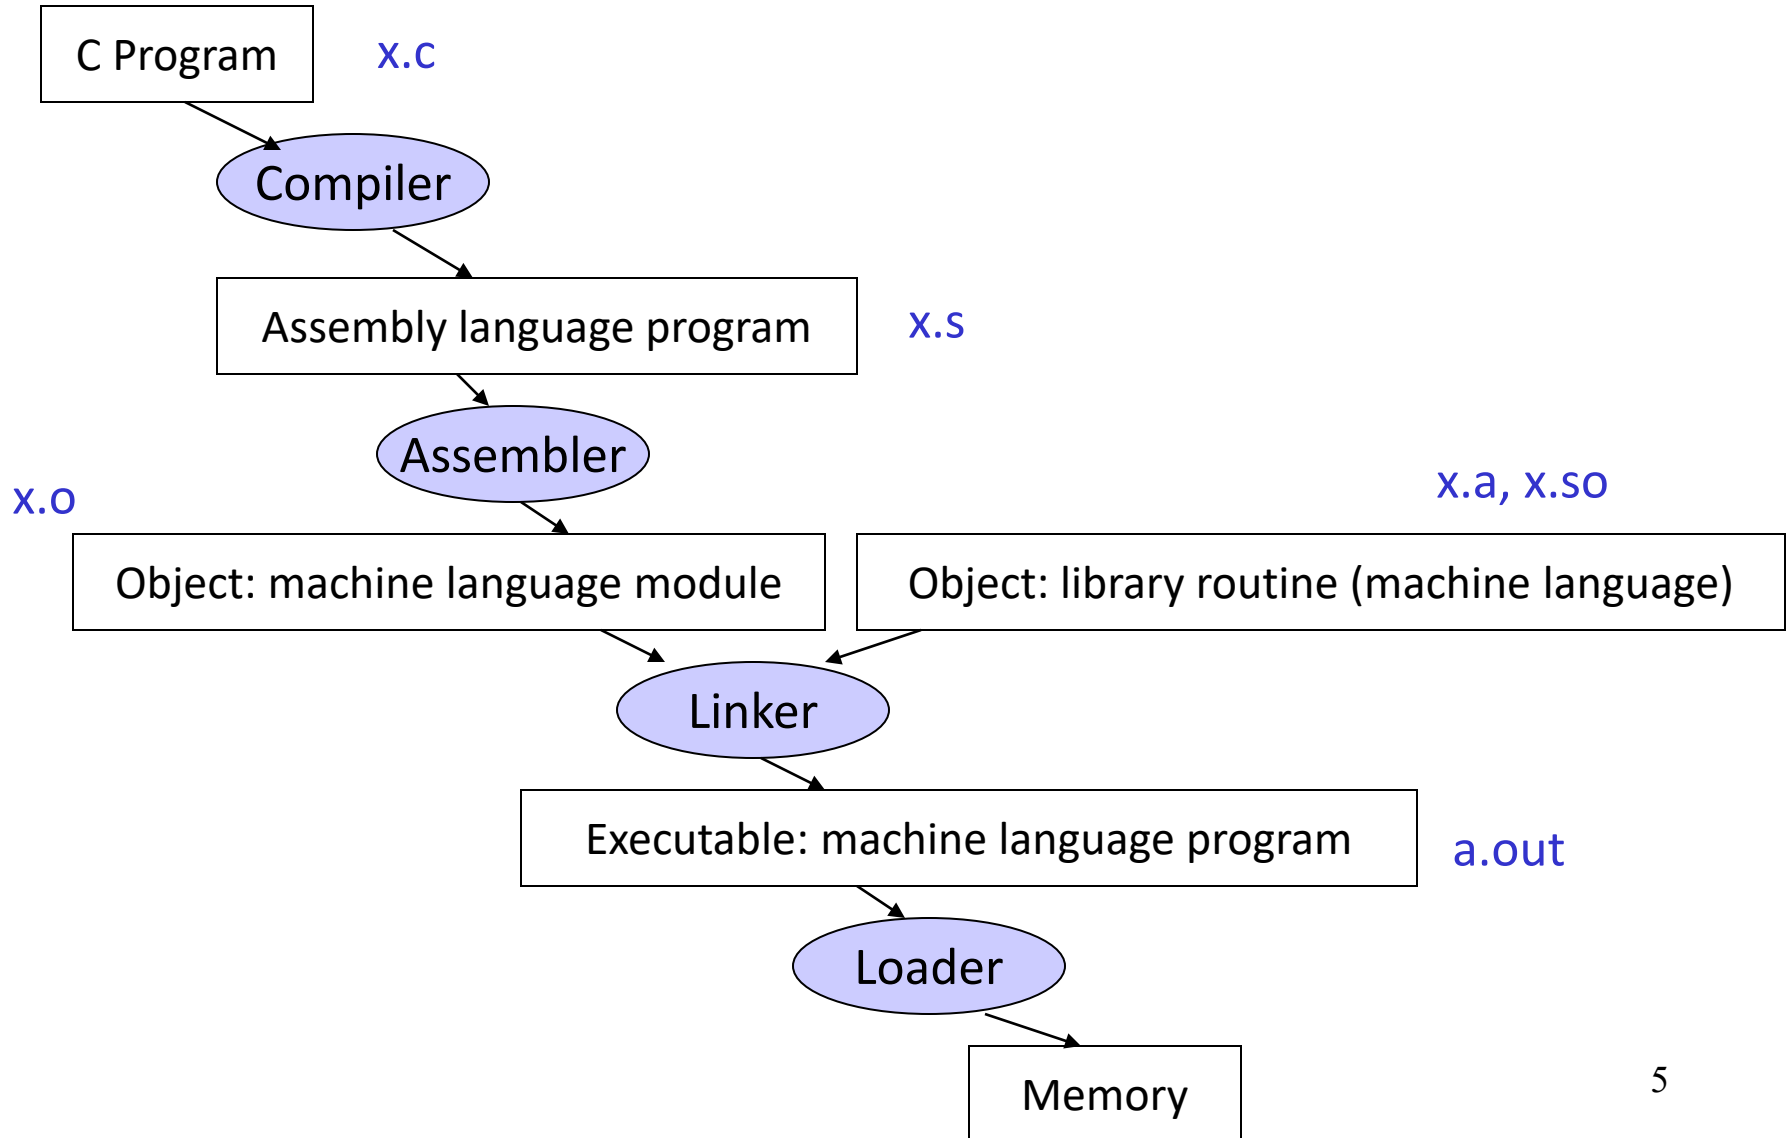 C Program
x.c
Compiler
Assembly language program
x.s
Assembler
x.o
x.a, x.so
Object: machine language module
Object: library routine (machine language)
Linker
Executable: machine language program
a.out
Loader
Memory
5